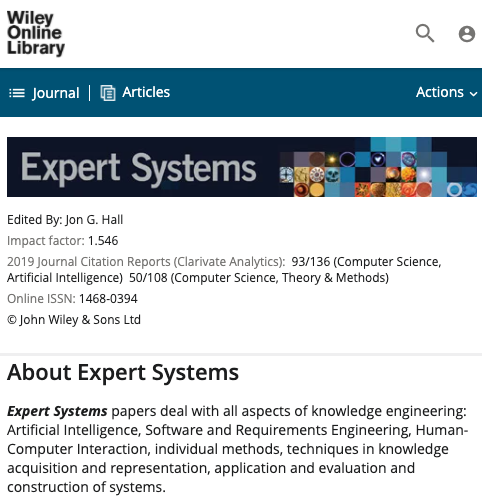 Wiley
Online
Library
Journal
Articles
Actions
Expert Systems
Edited By: Jon G. Hall
Impact factor: 1.546
2019 Journal Citation Reports (Clarivate Analytics): 93/136 (Computer Science,
Artificial Intelligence) 50/108 (Computer Science, Theory & Methods)
Online ISSN: 1468-0394
© John Wiley & Sons Ltd
About Expert Systems
Expert Systems papers deal with all aspects of knowledge engineering:
Artificial Intelligence, Software and Requirements Engineering, Human-
Computer Interaction, individual methods, techniques in knowledge
acquisition and representation, application and evaluation and
construction of systems.